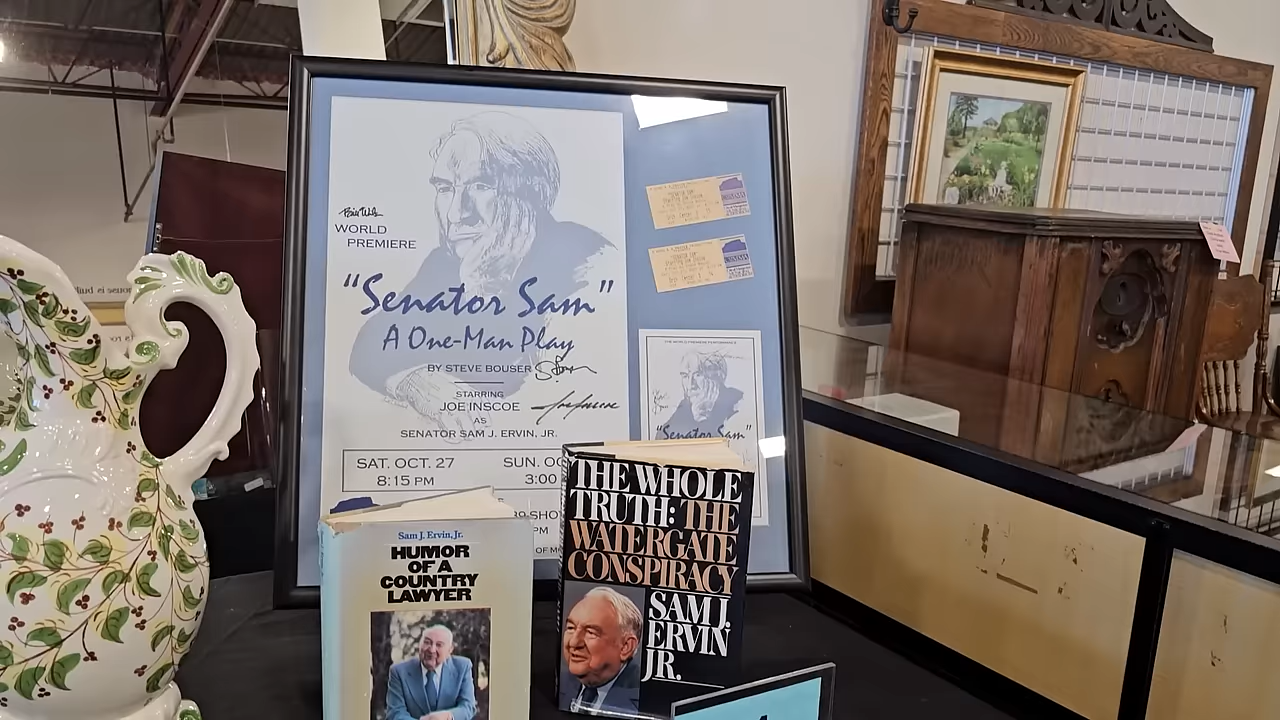 WORLD
PREMIERE
"Senator Sam"
A One-Man Play
BY STEVE BOUSER
STARRING
JOE INSCOE
AS
SENATOR SAM J. ERVIN, JR.
SAT. OCT. 27
8:15 PM
SUN. OC
3:00
"Senator Sam"
Sam J. Ervin, Jr.
HUMOR
OF A
COUNTRY
LAWYER
THE WHOLE
TRUTH: THE
WATERGATE
CONSPIRACY
SAM J.
ERVIN
JR.